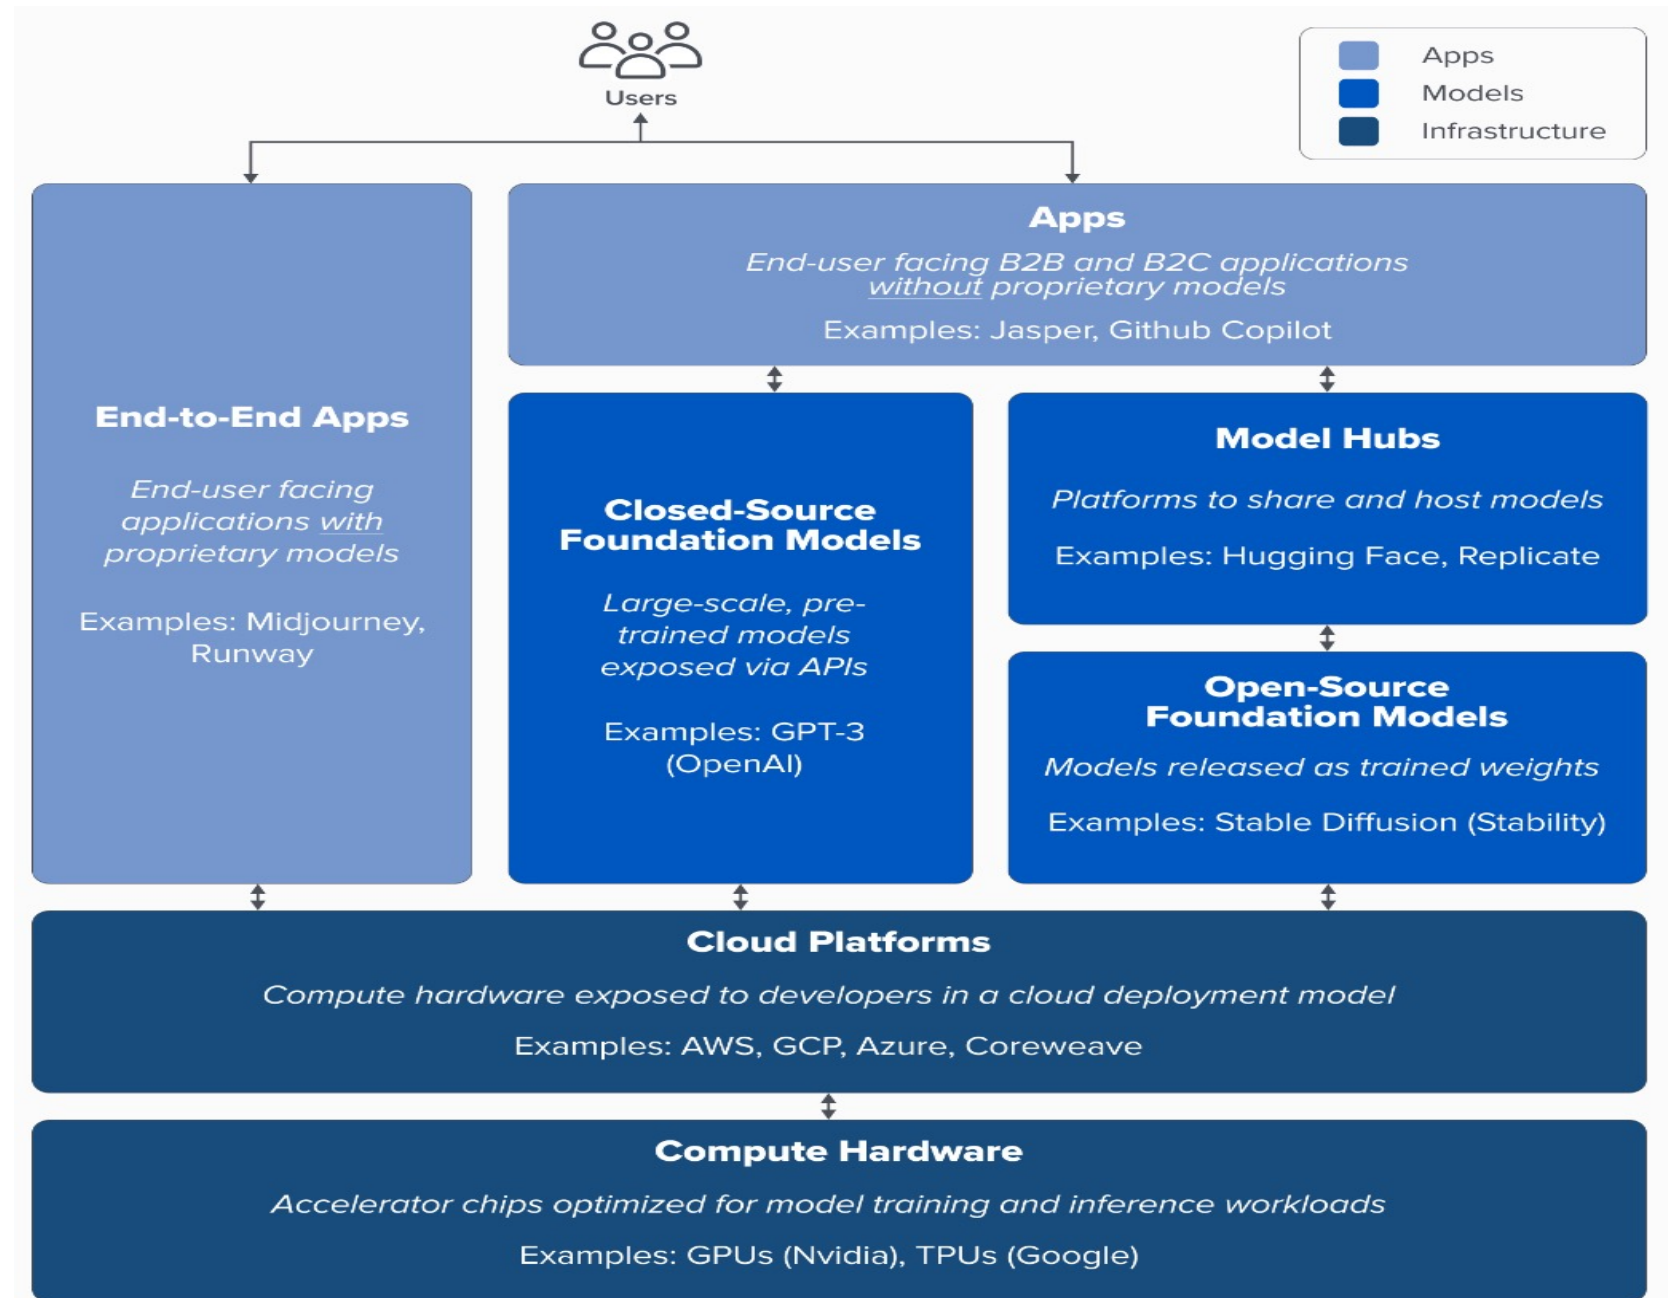 Users
Apps
Models
Infrastructure
Apps
End-user facing B2B and B2C applications
without proprietary models
Examples: Jasper, Github Copilot
End-to-End Apps
End-user facing
applications with
proprietary models
Examples: Midjourney,
Runway
Closed-Source
Foundation Models
Large-scale, pre-
trained models
exposed via APIs
Examples: GPT-3
(OpenAI)
Model Hubs
Platforms to share and host models
Examples: Hugging Face, Replicate
Open-Source
Foundation Models
Models released as trained weights
Examples: Stable Diffusion (Stability)
Cloud Platforms
Compute hardware exposed to developers in a cloud deployment model
Examples: AWS, GCP, Azure, Coreweave
Compute Hardware
Accelerator chips optimized for model training and inference workloads
Examples: GPUs (Nvidia), TPUs (Google)